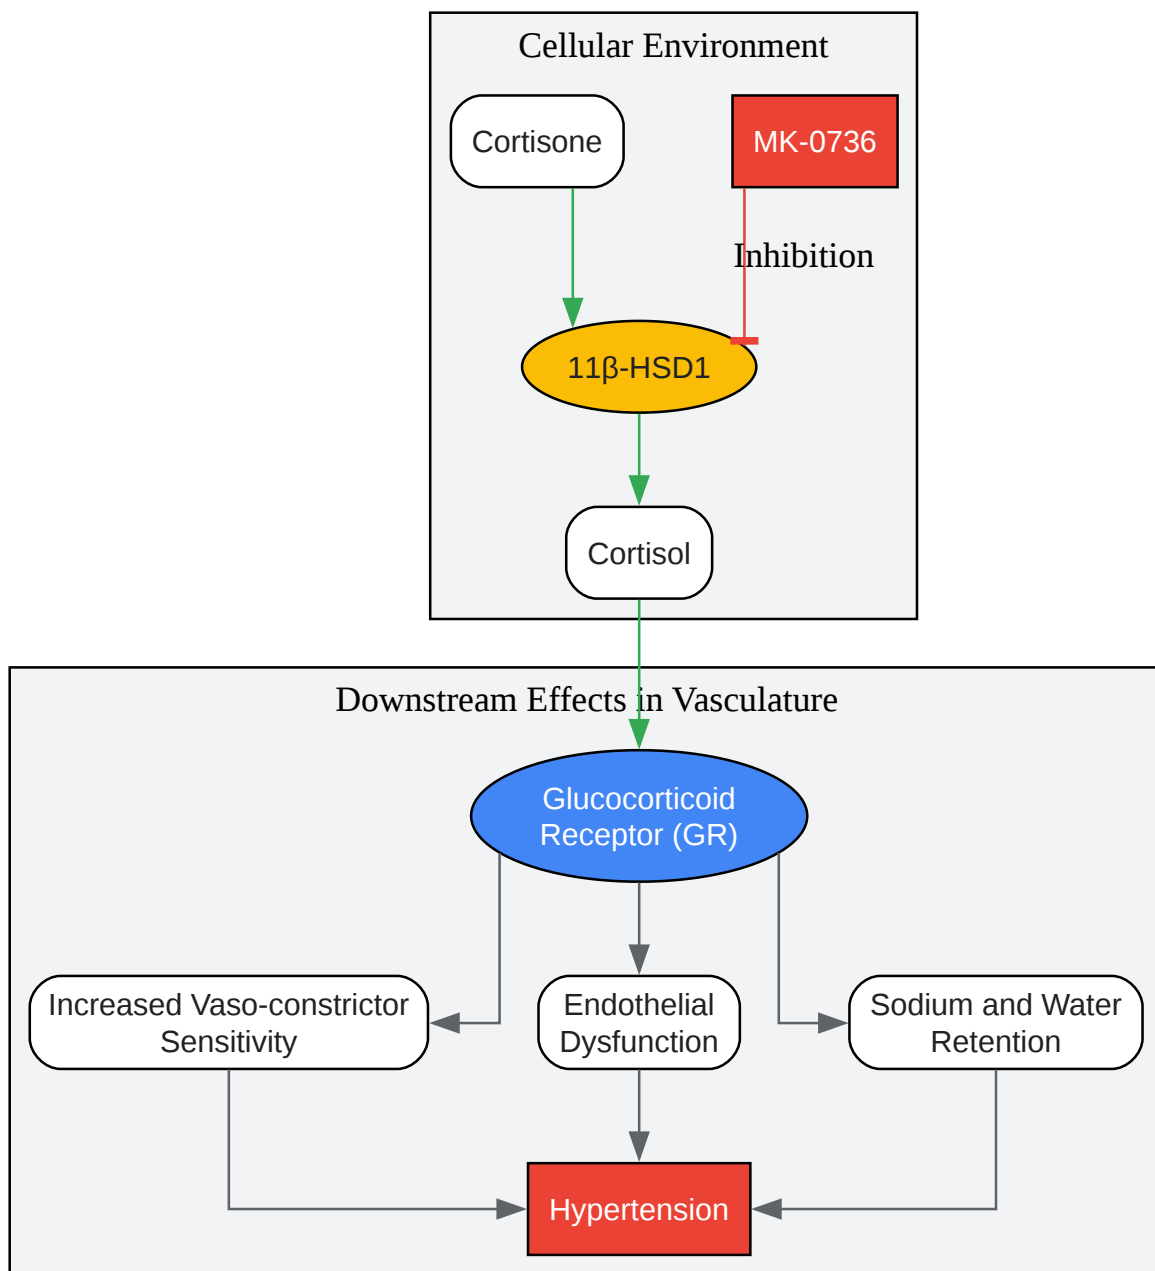 Cellular Environment
Cortisone
MK-0736
Inhibition
11β-HSD1
Cortisol
Downstream Effects in Vasculature
Glucocorticoid
Receptor (GR)
Increased Vaso-constrictor
Sensitivity
Endothelial
Dysfunction
Sodium and Water
Retention
Hypertension